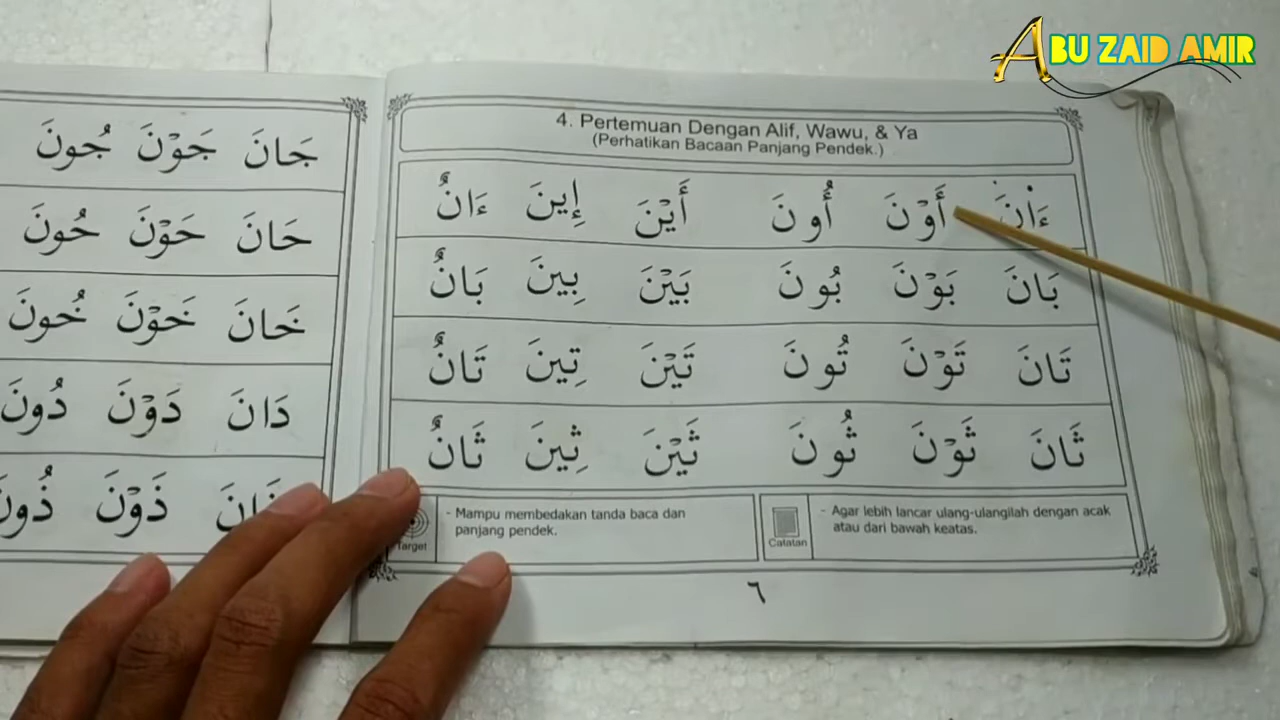 ABU ZAID AMIR
4. Pertemuan Dengan Alif, Wawu, & Ya
(Perhatikan Bacaan Panjang Pendek.)
ءَانَ أَوْنَ أُونَ أَيْنَ إِينَ ءَانٌ
بَانَ بَوْنَ بُونَ بَيْنَ بِينَ بَانٌ
تَانَ تَوْنَ تُونَ تَيْنَ تِينَ تَانٌ
ثَانَ ثَوْنَ ثُونَ ثَيْنَ ثِينَ ثَانٌ
Target
- Mampu membedakan tanda baca dan
panjang pendek.
Catatan
- Agar lebih lancar ulang-ulangilah dengan acak
atau dari bawah keatas.
٦
جَانَ جَوْنَ جُونَ
حَانَ حَوْنَ حُونَ
خَانَ خَوْنَ خُونَ
دَانَ دَوْنَ دُونَ
ذَوْنَ ذُونَ